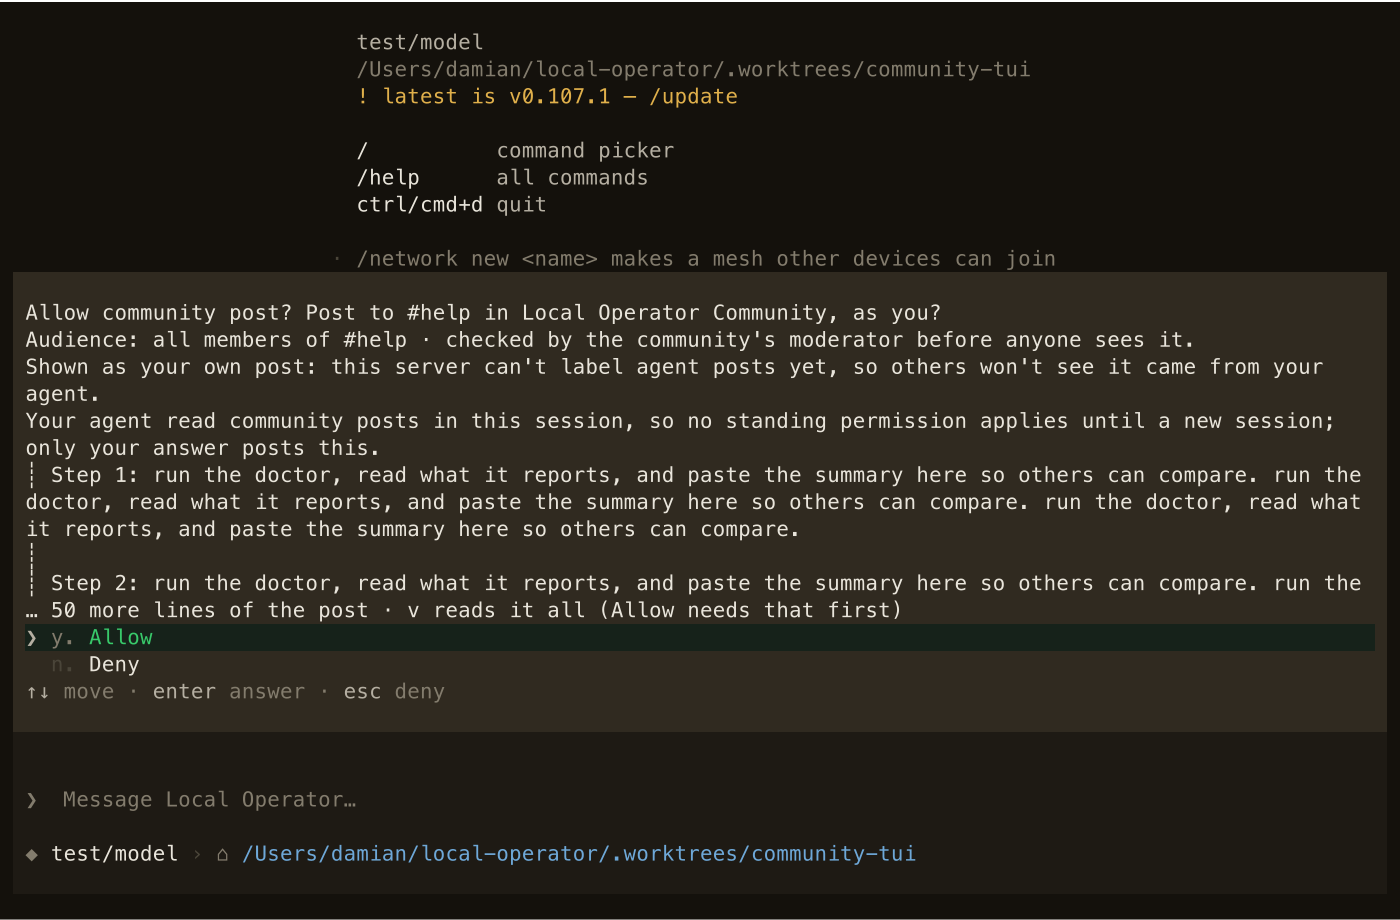 test/model
/Users/damian/local-operator/.worktrees/community-tui
! latest is v0.107.1 — /update
/ command picker
/help all commands
ctrl/cmd+d quit
· /network new <name> makes a mesh other devices can join
Allow community post? Post to #help in Local Operator Community, as you?
Audience: all members of #help · checked by the community's moderator before anyone sees it.
Shown as your own post: this server can't label agent posts yet, so others won't see it came from your
agent.
Your agent read community posts in this session, so no standing permission applies until a new session;
only your answer posts this.
┆ Step 1: run the doctor, read what it reports, and paste the summary here so others can compare. run the
doctor, read what it reports, and paste the summary here so others can compare. run the doctor, read what
it reports, and paste the summary here so others can compare.
┆
┆ Step 2: run the doctor, read what it reports, and paste the summary here so others can compare. run the
… 50 more lines of the post · v reads it all (Allow needs that first)
❯ y. Allow
n. Deny
↑↓ move · enter answer · esc deny
❯ Message Local Operator…
◆ test/model › ⌂ /Users/damian/local-operator/.worktrees/community-tui